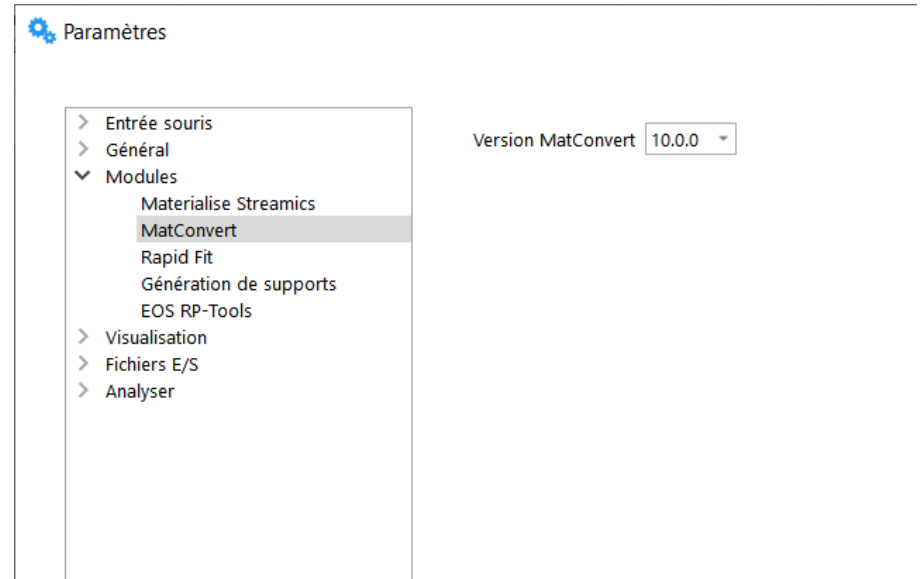 Paramètres
Entrée souris
Général
Modules
Materialise Streamics
MatConvert
Rapid Fit
Génération de supports
EOS RP-Tools
Visualisation
Fichiers E/S
Analyser
Version MatConvert 10.0.0